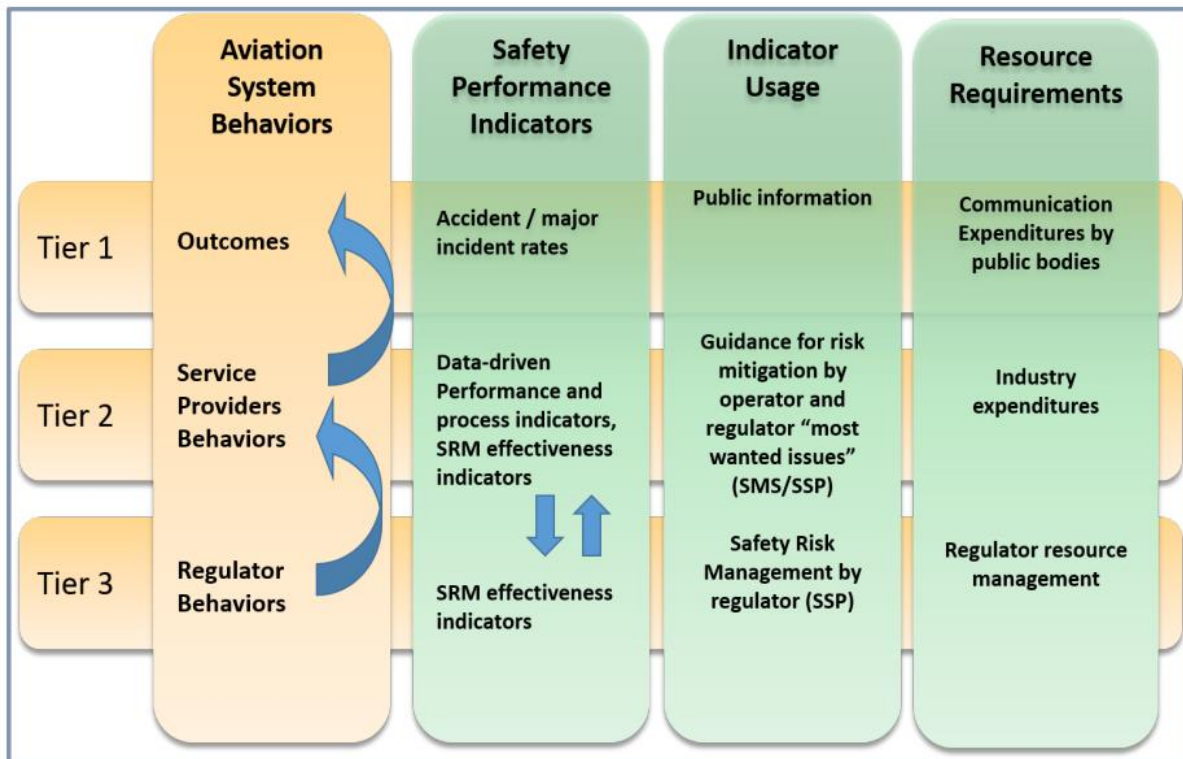 Aviation
System
Behaviors
Safety
Performance
Indicators
Indicator
Usage
Resource
Requirements
Tier 1
Outcomes
Accident / major
incident rates
Public information
Communication
Expenditures by
public bodies
Tier 2
Service
Providers
Behaviors
Data-driven
Performance and
process indicators,
SRM effectiveness
indicators
Guidance for risk
mitigation by
operator and
regulator “most
wanted issues”
(SMS/SSP)
Industry
expenditures
Tier 3
Regulator
Behaviors
SRM effectiveness
indicators
Safety Risk
Management by
regulator (SSP)
Regulator resource
management